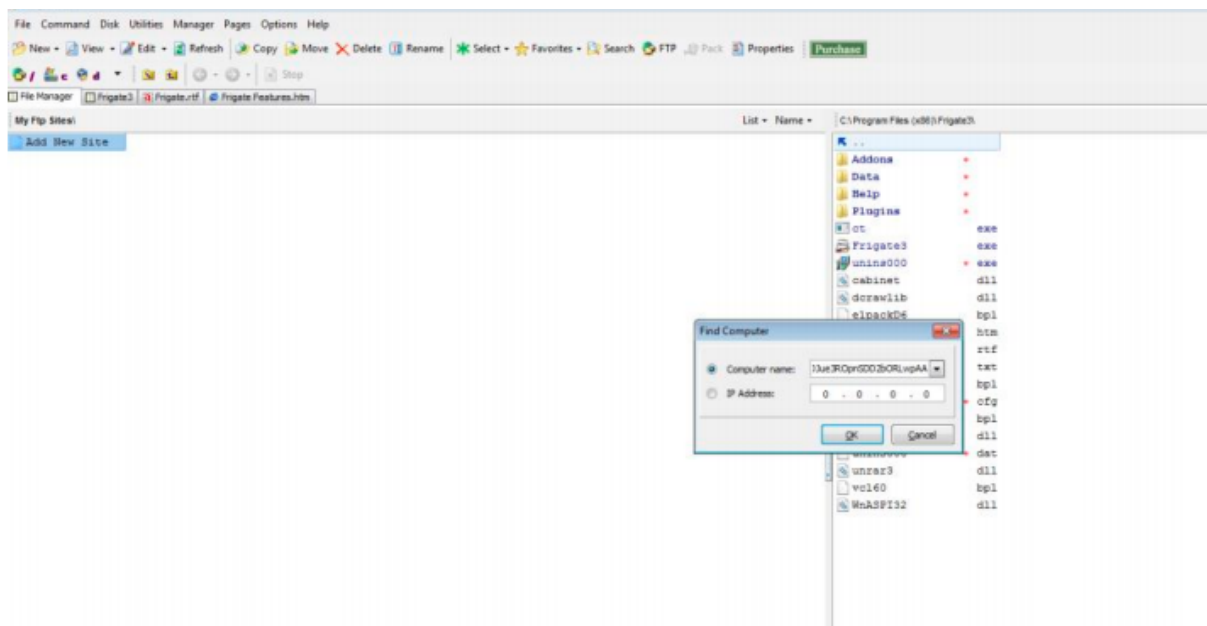 File Command Disk Utilities Manager Pages Options Help
New View Edit Refresh Copy Move Delete Rename Select Favorites Search FTP Pack Properties Purchase
/ c d Stop
File Manager Frigate3 Frigate.rtf Frigate Features.htm
My Ftp Sites\ List Name C:\Program Files (x86)\Frigate3\
Add New Site ..
Addons
Data
Help
Plugins
ct exe
Frigate3 exe
unins000 exe
cabinet dll
dcrawlib dll
elpackD6 bpl
Find Computer htm
rtf
Computer name: txt
bpl
IP Address: 0 . 0 . 0 . 0 cfg
bpl
OK Cancel dll
dat
unrar3 dll
vcl60 bpl
WnASPI32 dll